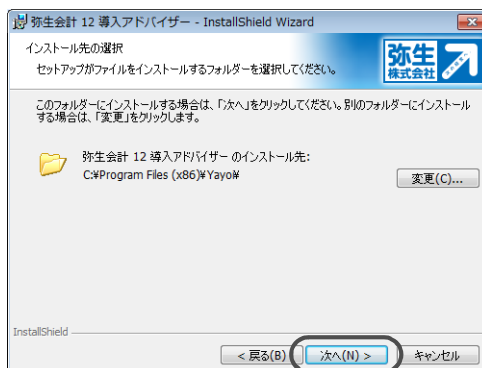 弥生会計 12 導入アドバイザー - InstallShield Wizard
インストール先の選択
セットアップがファイルをインストールするフォルダーを選択してください。
弥生
株式会社
このフォルダーにインストールする場合は、「次へ」をクリックしてください。別のフォルダーにインストール
する場合は、「変更」をクリックします。
弥生会計 12 導入アドバイザー のインストール先:
C:¥Program Files (x86)¥Yayo¥
変更(C)...
InstallShield
< 戻る(B)
次へ(N) >
キャンセル